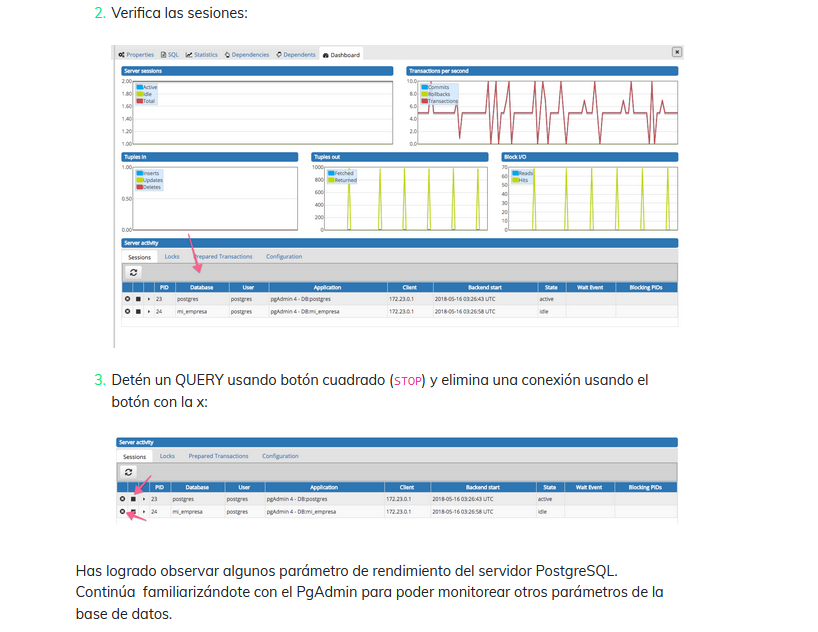 2. Verifica las sesiones:
Properties SQL Statistics Dependencies Dependents Dashboard
Server sessions Transactions per second
2.00 Active 10.0 Commits
1.80 Idle 8.0 Rollbacks
1.60 Total Transactions
6.0
1.40 4.0
1.20 2.0
1.00 0.0
Tuples in Tuples out Block I/O
1.00 Inserts 1000 Fetched 70 Reads
Updates 800 Returned 60 Hits
Deletes 600 50
0.50 400 40
30
200 20
10
0.00 0 0
Server activity
Sessions Locks Prepared Transactions Configuration
PID Database User Application Client Backend start State Wait Event Blocking PIDs
23 postgres postgres pgAdmin 4 - DB:postgres 172.23.0.1 2018-05-16 03:26:43 UTC active
24 mi_empresa postgres pgAdmin 4 - DB:mi_empresa 172.23.0.1 2018-05-16 03:26:58 UTC idle
3. Detén un QUERY usando botón cuadrado (STOP) y elimina una conexión usando el
botón con la x:
Server activity
Sessions Locks Prepared Transactions Configuration
PID Database User Application Client Backend start State Wait Event Blocking PIDs
23 postgres postgres pgAdmin 4 - DB:postgres 172.23.0.1 2018-05-16 03:26:43 UTC active
24 mi_empresa postgres pgAdmin 4 - DB:mi_empresa 172.23.0.1 2018-05-16 03:26:58 UTC idle
Has logrado observar algunos parámetro de rendimiento del servidor PostgreSQL.
Continúa familiarizándote con el PgAdmin para poder monitorear otros parámetros de la
base de datos.